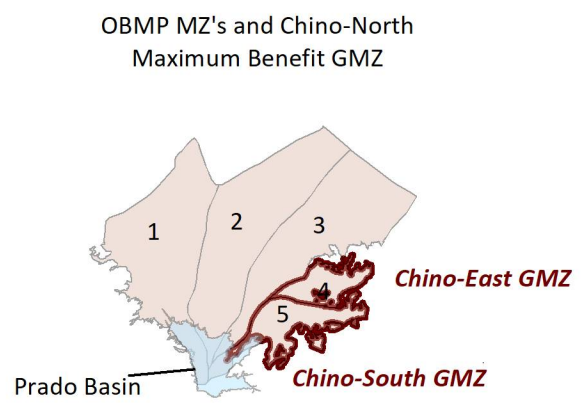 OBMP MZ's and Chino-North
Maximum Benefit GMZ
1
2
3
Chino-East GMZ
4
5
Chino-South GMZ
Prado Basin